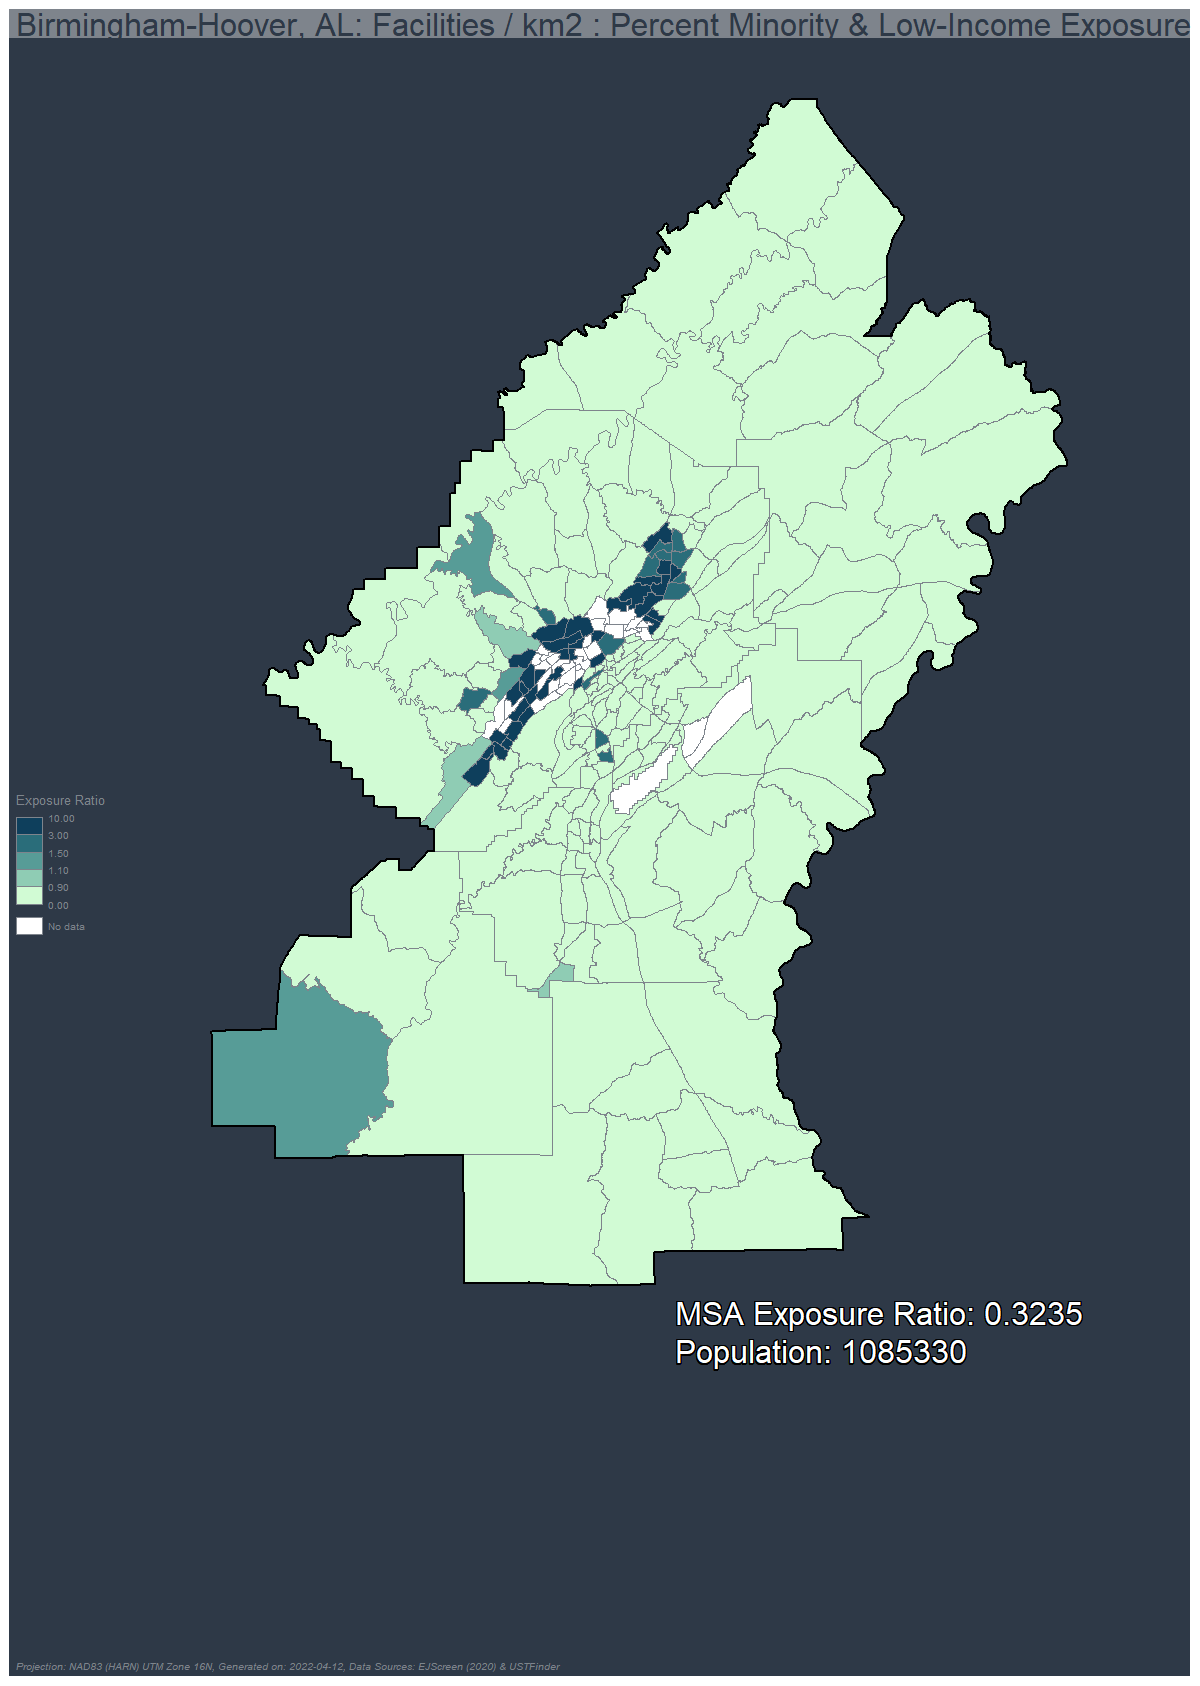 Birmingham-Hoover, AL: Facilities / km2 : Percent Minority & Low-Income Exposure
Exposure Ratio
10.00
3.00
1.50
1.10
0.90
0.00
No data
MSA Exposure Ratio: 0.3235
Population: 1085330
Projection: NAD83 (HARN) UTM Zone 16N, Generated on: 2022-04-12, Data Sources: EJScreen (2020) & USTFinder